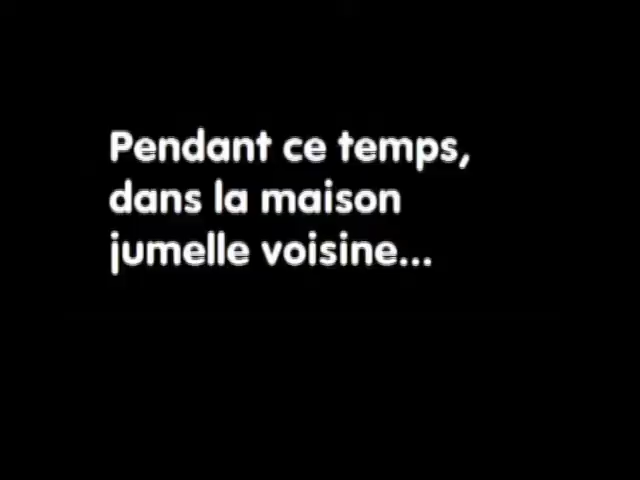 Pendant ce temps,
dans la maison
jumelle voisine...